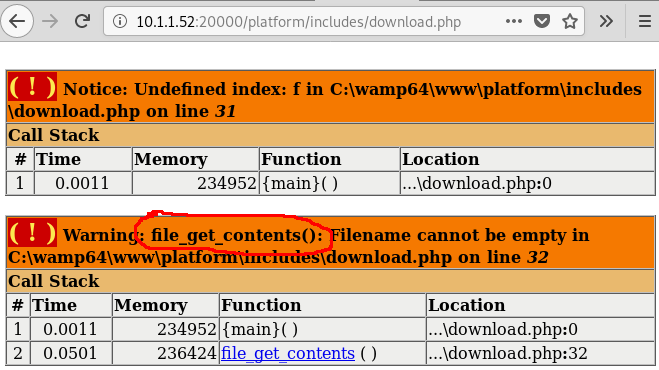 10.1.1.52:20000/platform/includes/download.php
( ! ) Notice: Undefined index: f in C:\wamp64\www\platform\includes
\download.php on line 31
Call Stack
# Time Memory Function Location
1 0.0011 234952 {main}( ) ...\download.php:0
( ! ) Warning: file_get_contents(): Filename cannot be empty in
C:\wamp64\www\platform\includes\download.php on line 32
Call Stack
# Time Memory Function Location
1 0.0011 234952 {main}( ) ...\download.php:0
2 0.0501 236424 file_get_contents ( ) ...\download.php:32